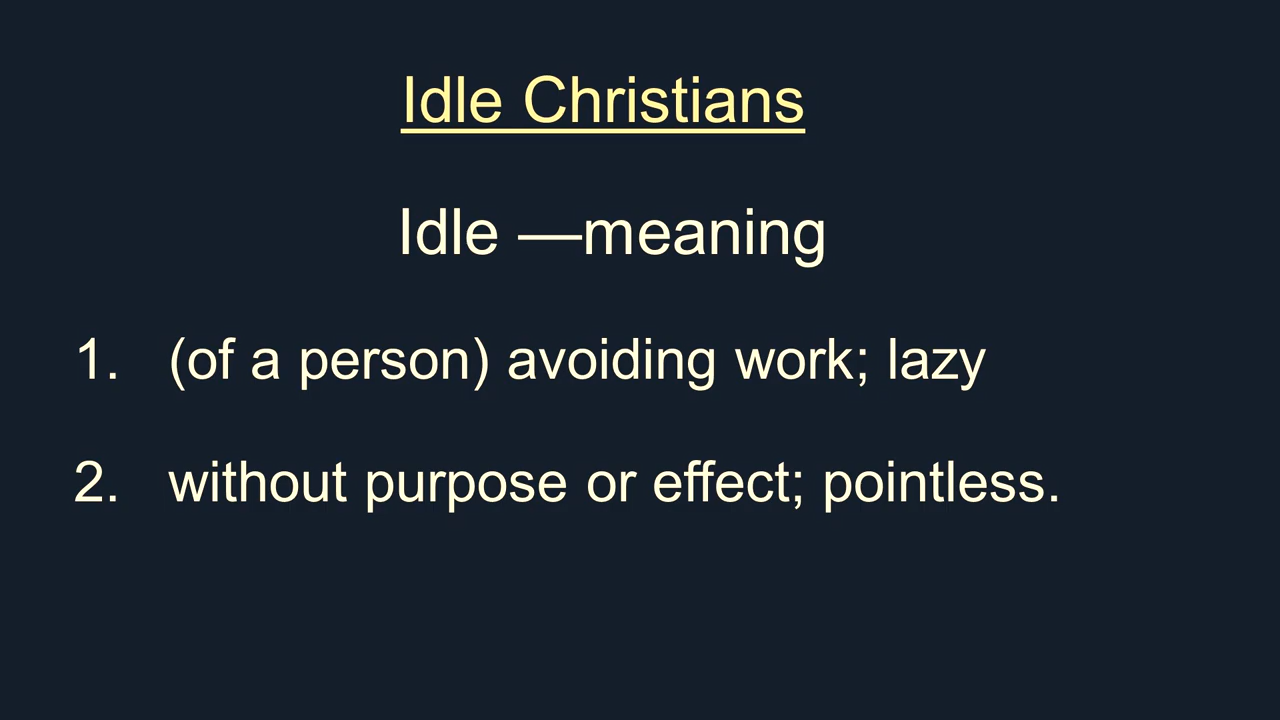 Idle Christians
Idle —meaning
1. (of a person) avoiding work; lazy
2. without purpose or effect; pointless.